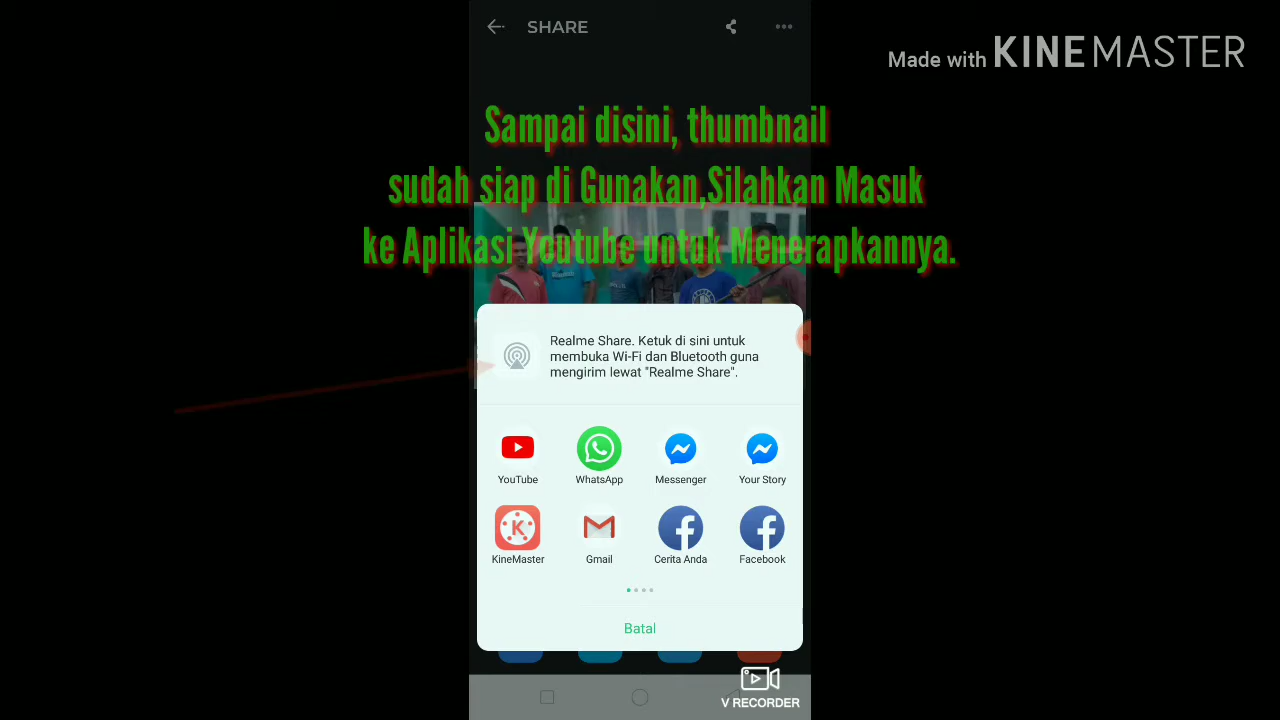 SHARE
Made with KINEMASTER
Sampai disini, thumbnail
sudah siap di Gunakan,Silahkan Masuk
ke Aplikasi Youtube untuk Menerapkannya.
Realme Share. Ketuk di sini untuk
membuka Wi-Fi dan Bluetooth guna
mengirim lewat "Realme Share".
YouTube WhatsApp Messenger Your Story
KineMaster Gmail Cerita Anda Facebook
Batal
V RECORDER